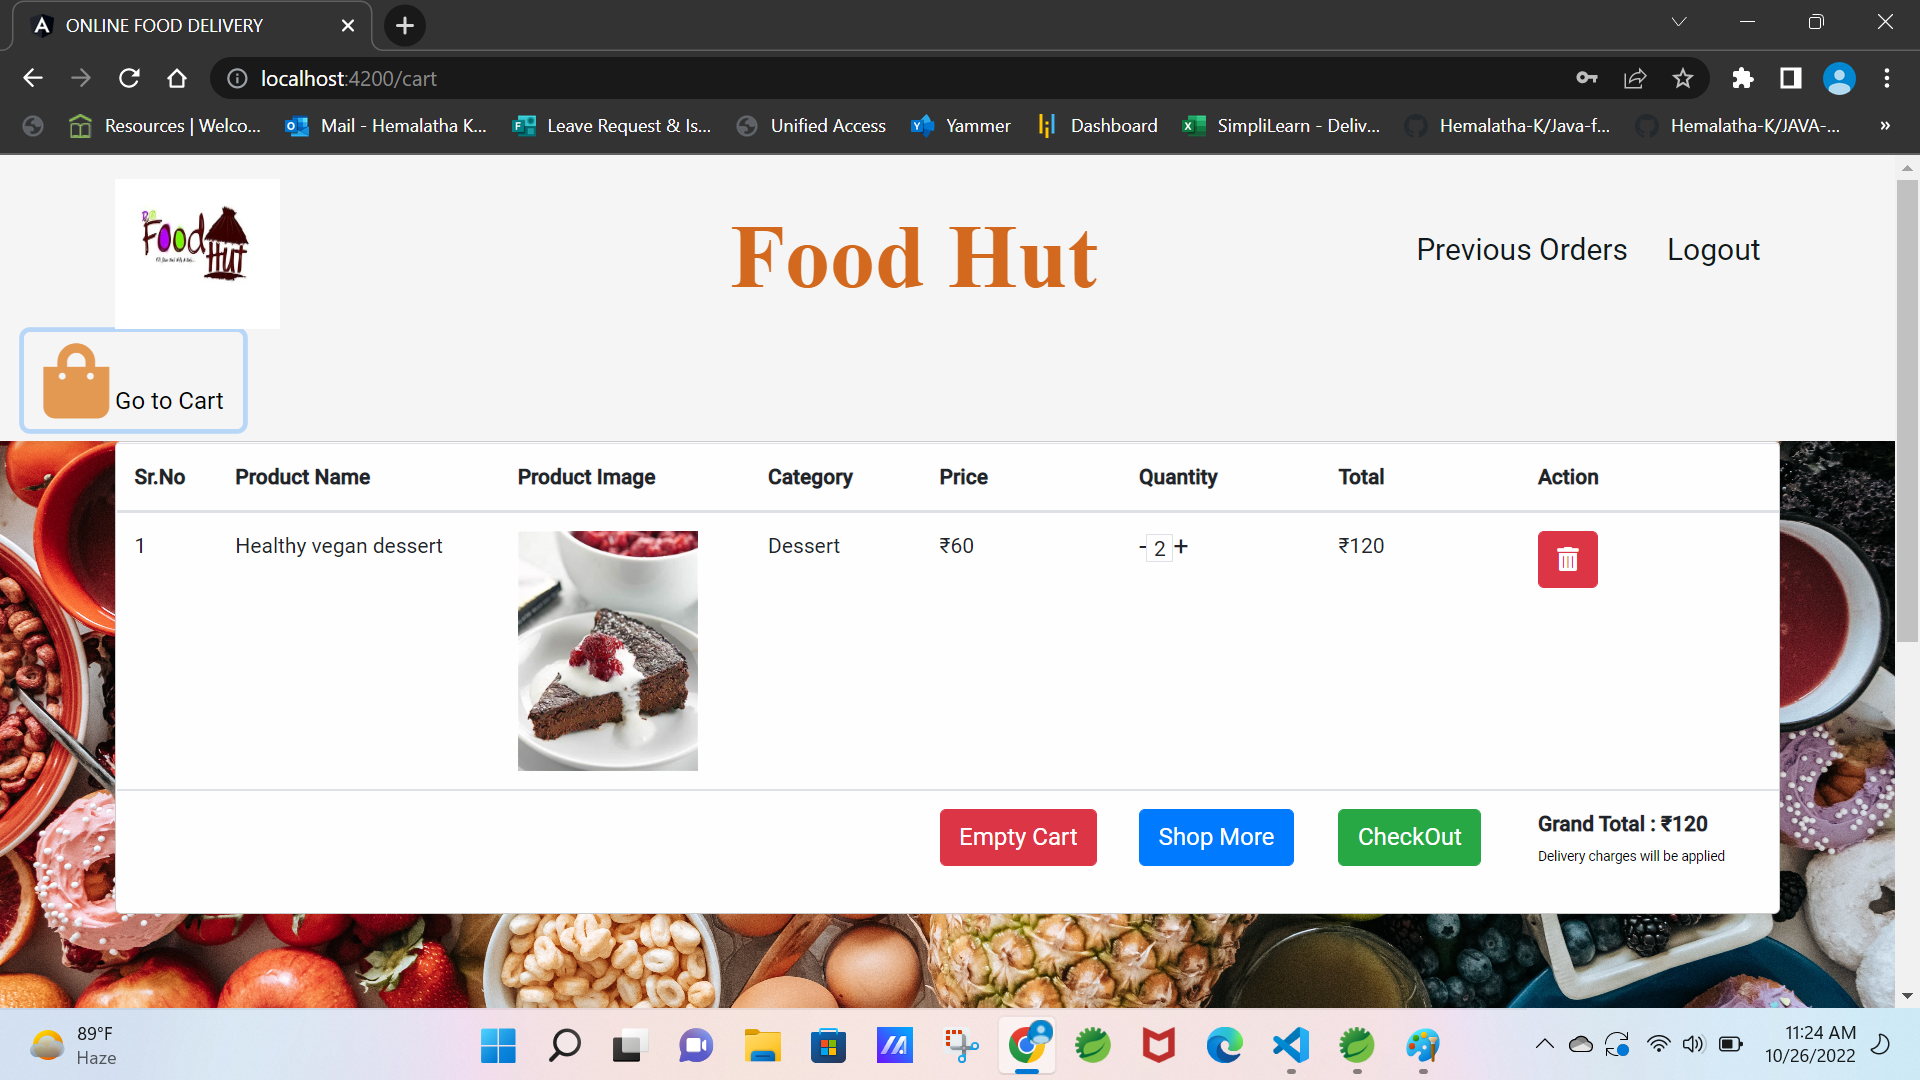 ONLINE FOOD DELIVERY
localhost:4200/cart
Resources | Welco...
Mail - Hemalatha K...
Leave Request & Is...
Unified Access
Yammer
Dashboard
SimpliLearn - Deliv...
Hemalatha-K/Java-f...
Hemalatha-K/JAVA-...
»
Food Hut
Food Hut
Previous Orders
Logout
Go to Cart
Sr.No Product Name Product Image Category Price Quantity Total Action
1 Healthy vegan dessert Dessert ₹60 - 2 + ₹120
Empty Cart Shop More CheckOut Grand Total : ₹120
Delivery charges will be applied
89°F
Haze
11:24 AM
10/26/2022